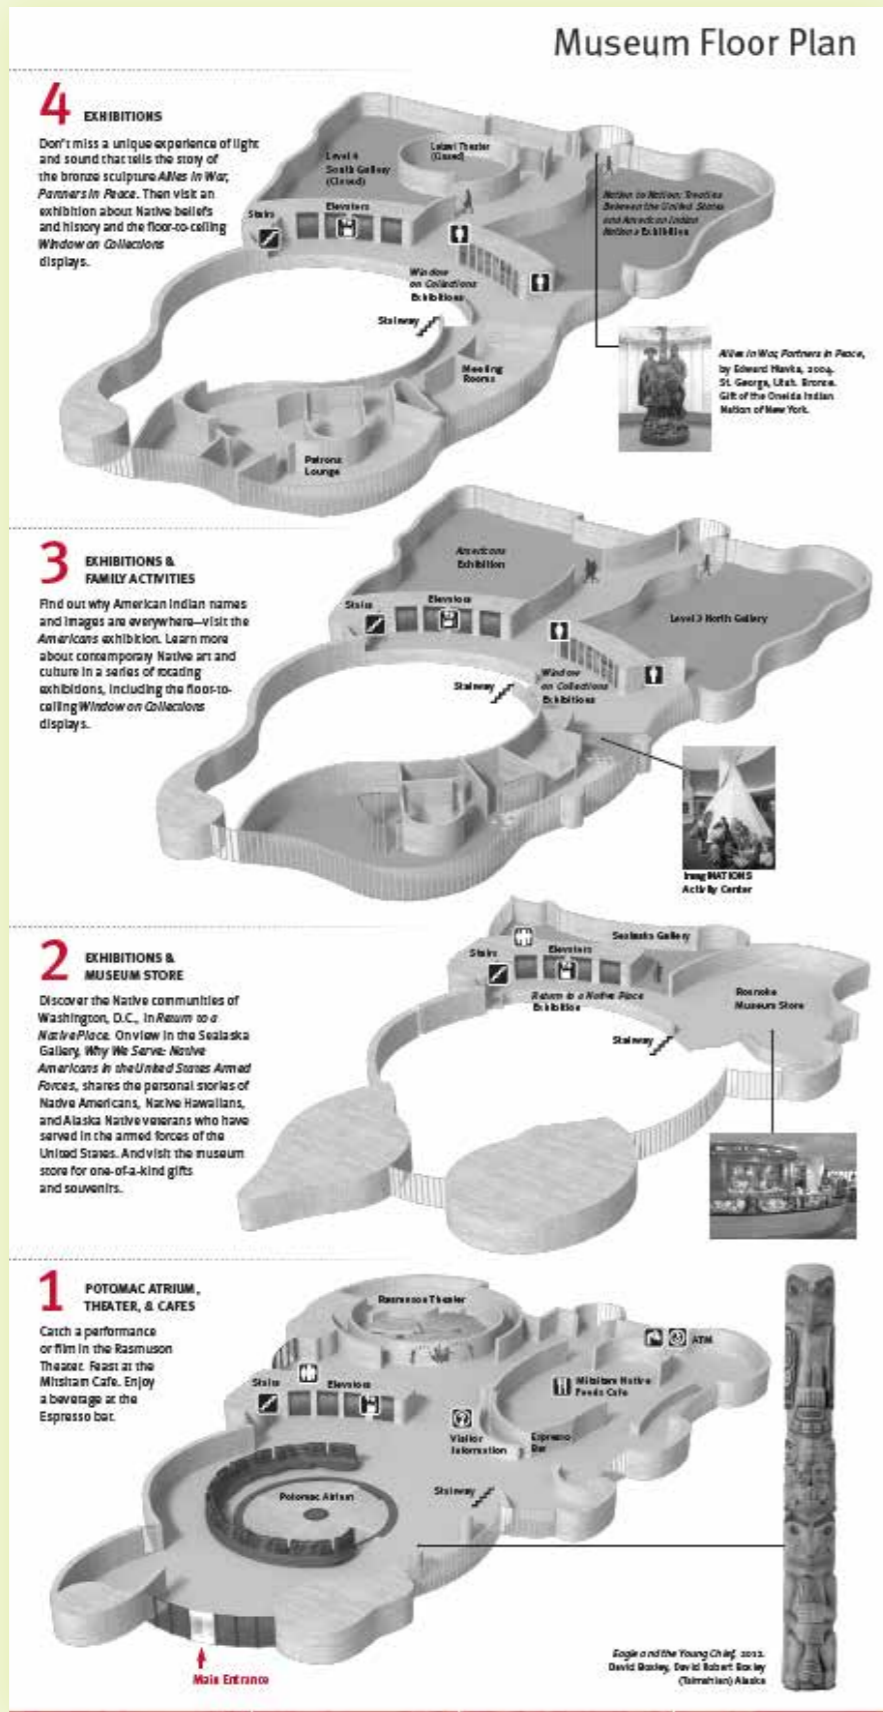 Museum Floor Plan
4
EXHIBITIONS
Don't miss a unique experience of light
and sound that tells the story of
the bronze sculpture Allies in War,
Partners in Peace. Then visit an
exhibition about Native beliefs
and history and the floor-to-ceiling
Window on Collections
displays.
Level 4
South Gallery
(Closed)
Lelawi Theater
(Closed)
Nation to Nation: Treaties
Between the United States
and American Indian
Nations Exhibition
Stairs
Elevators
Window
on Collections
Exhibitions
Stairway
Meeting
Rooms
Patrons
Lounge
Allies in War, Partners in Peace,
by Edward Hlavka, 2004.
St. George, Utah. Bronze.
Gift of the Oneida Indian
Nation of New York.
3
EXHIBITIONS &
FAMILY ACTIVITIES
Find out why American Indian names
and images are everywhere—visit the
Americans exhibition. Learn more
about contemporary Native art and
culture in a series of rotating
exhibitions, including the floor-to-
ceiling Window on Collections
displays.
Americans
Exhibition
Stairs
Elevators
Level 3 North Gallery
Stairway
Window
on Collections
Exhibitions
imagiNATIONS
Activity Center
2
EXHIBITIONS &
MUSEUM STORE
Discover the Native communities of
Washington, D.C., in Return to a
Native Place. On view in the Sealaska
Gallery, Why We Serve: Native
Americans in the United States Armed
Forces, shares the personal stories of
Native Americans, Native Hawaiians,
and Alaska Native veterans who have
served in the armed forces of the
United States. And visit the museum
store for one-of-a-kind gifts
and souvenirs.
Sealaska Gallery
Stairs
Elevators
Return to a Native Place
Exhibition
Roanoke
Museum Store
Stairway
1
POTOMAC ATRIUM,
THEATER, & CAFES
Catch a performance
or film in the Rasmuson
Theater. Feast at the
Mitsitam Cafe. Enjoy
a beverage at the
Espresso bar.
Rasmuson Theater
ATM
Stairs
Elevators
Mitsitam Native
Foods Cafe
Visitor
Information
Espresso
Bar
Potomac Atrium
Stairway
Main Entrance
Eagle and the Young Chief, 2012.
David Boxley, David Robert Boxley
(Tsimshian) Alaska